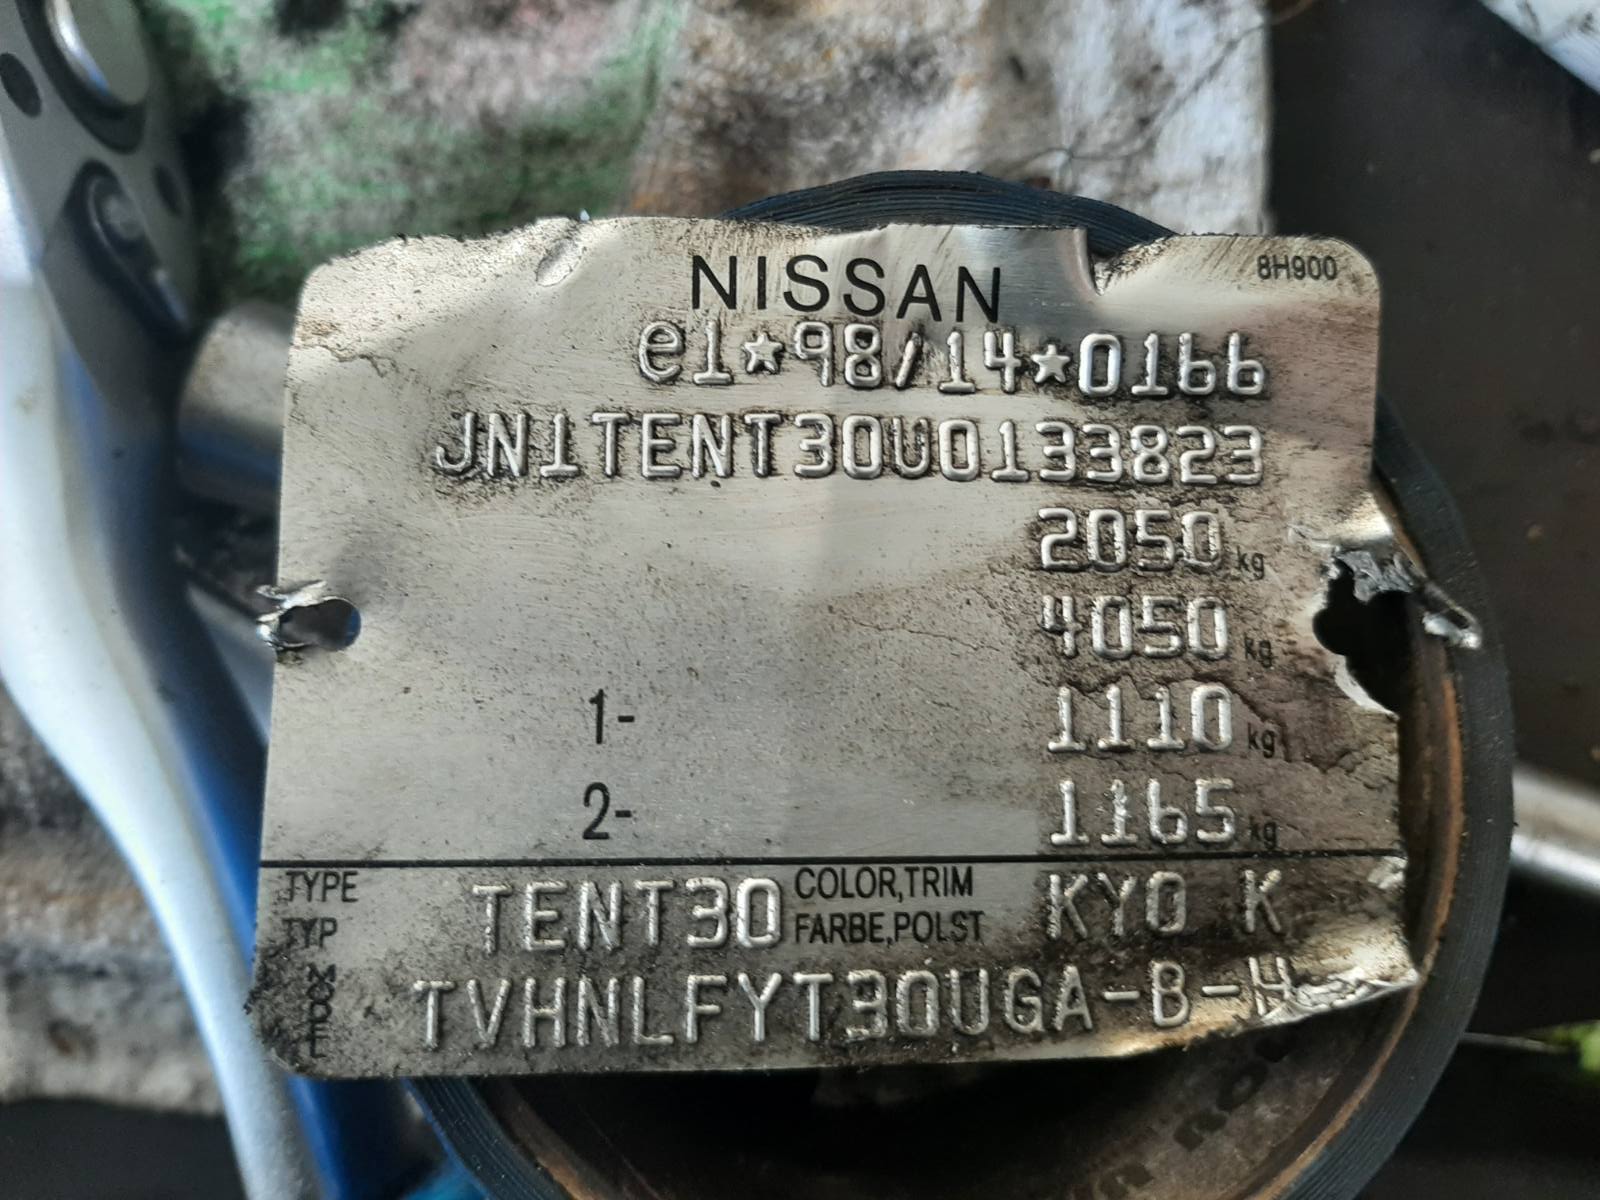 NISSAN 8H900
e1*98/14*0166
JN1TENT30U0133823
2050 kg
4050 kg
1- 1110 kg
2- 1165 kg
TYPE TENT30 COLOR,TRIM KY0 K
TYP FARBE,POLST
MODEL TVHNLFYT30UGA-B-H